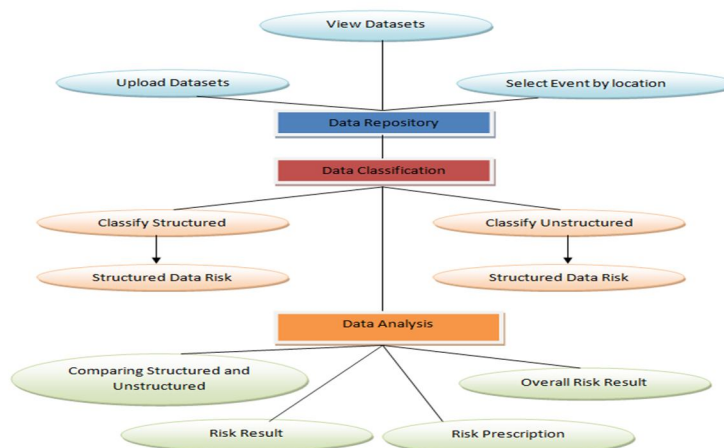 View Datasets
Upload Datasets
Select Event by location
Data Repository
Data Classification
Classify Structured
Classify Unstructured
Structured Data Risk
Structured Data Risk
Data Analysis
Comparing Structured and
Unstructured
Overall Risk Result
Risk Result
Risk Prescription